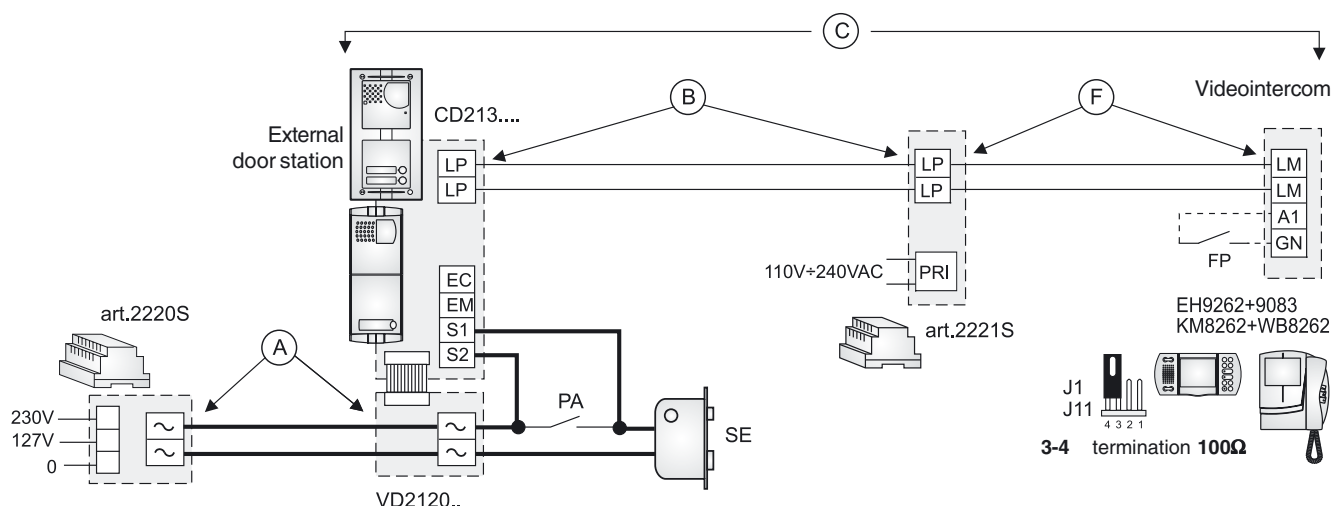 C
Videointercom
External
door station
CD213....
B
F
LP
LP
LP
LP
LM
LM
A1
GN
FP
110V÷240VAC
PRI
EC
EM
S1
S2
art.2220S
A
art.2221S
EH9262+9083
KM8262+WB8262
J1
J11
4 3 2 1
3-4 termination 100Ω
PA
SE
230V
127V
0
~
~
~
~
VD2120..